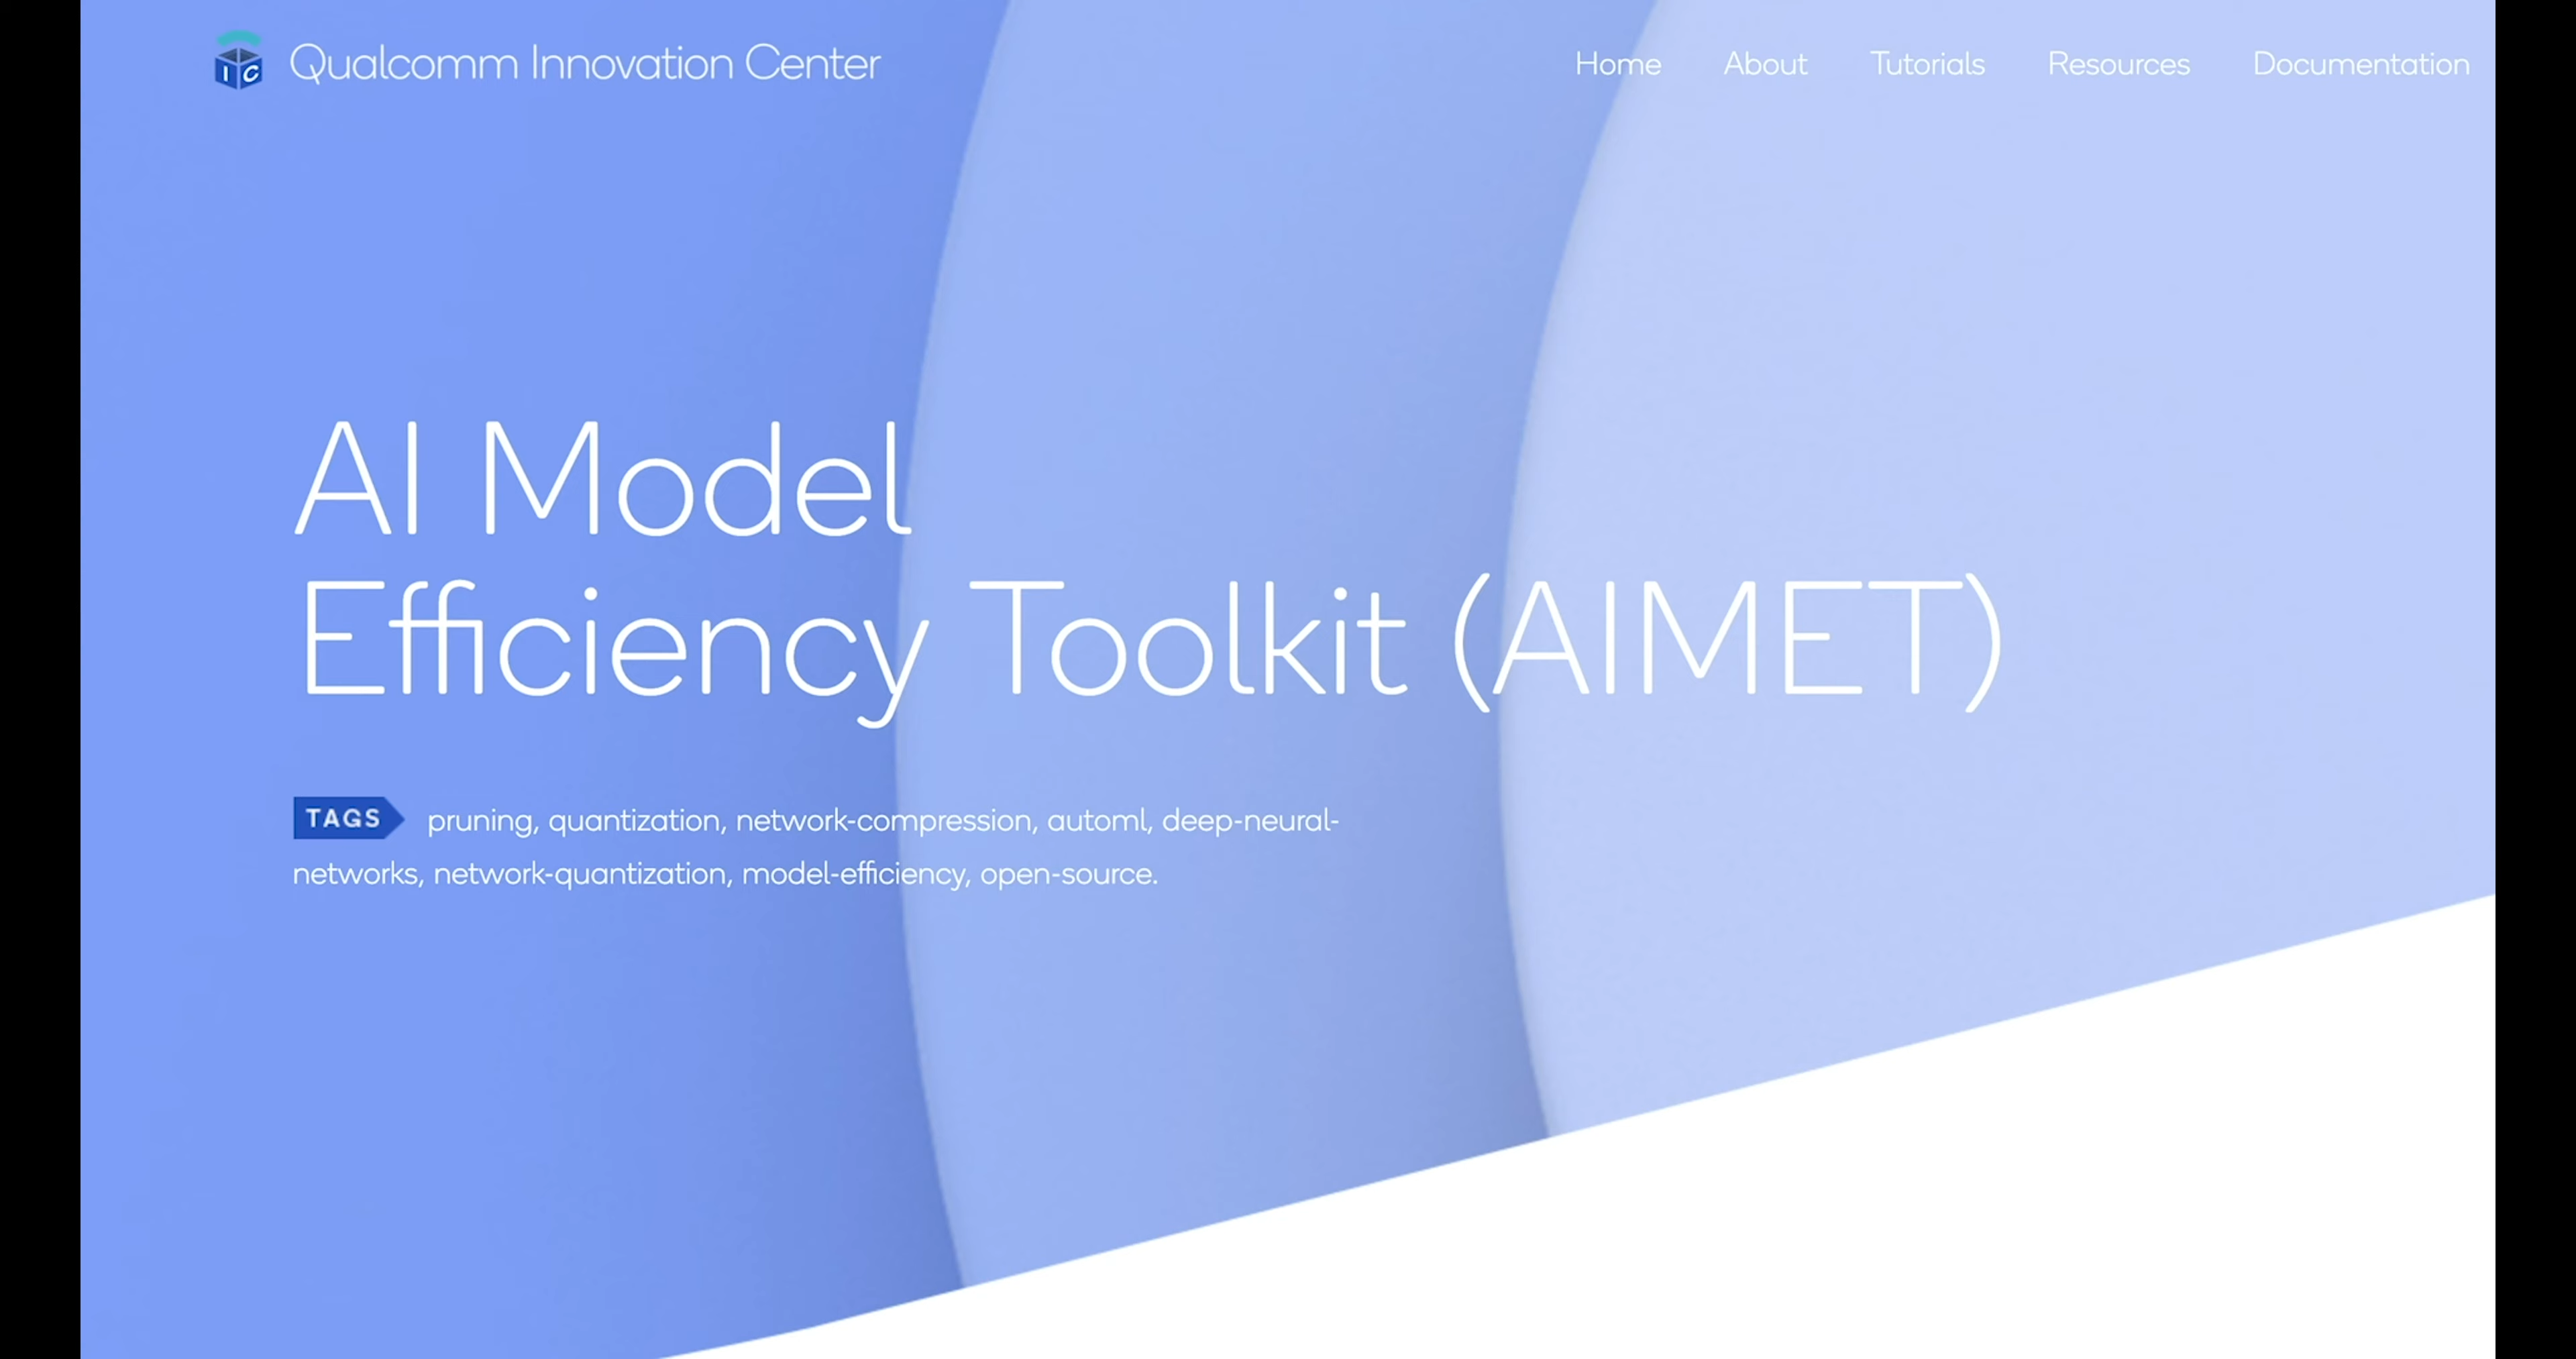 IC Qualcomm Innovation Center
Home About Tutorials Resources Documentation
AI Model
Efficiency Toolkit (AIMET)
TAGS pruning, quantization, network-compression, automl, deep-neural-
networks, network-quantization, model-efficiency, open-source.